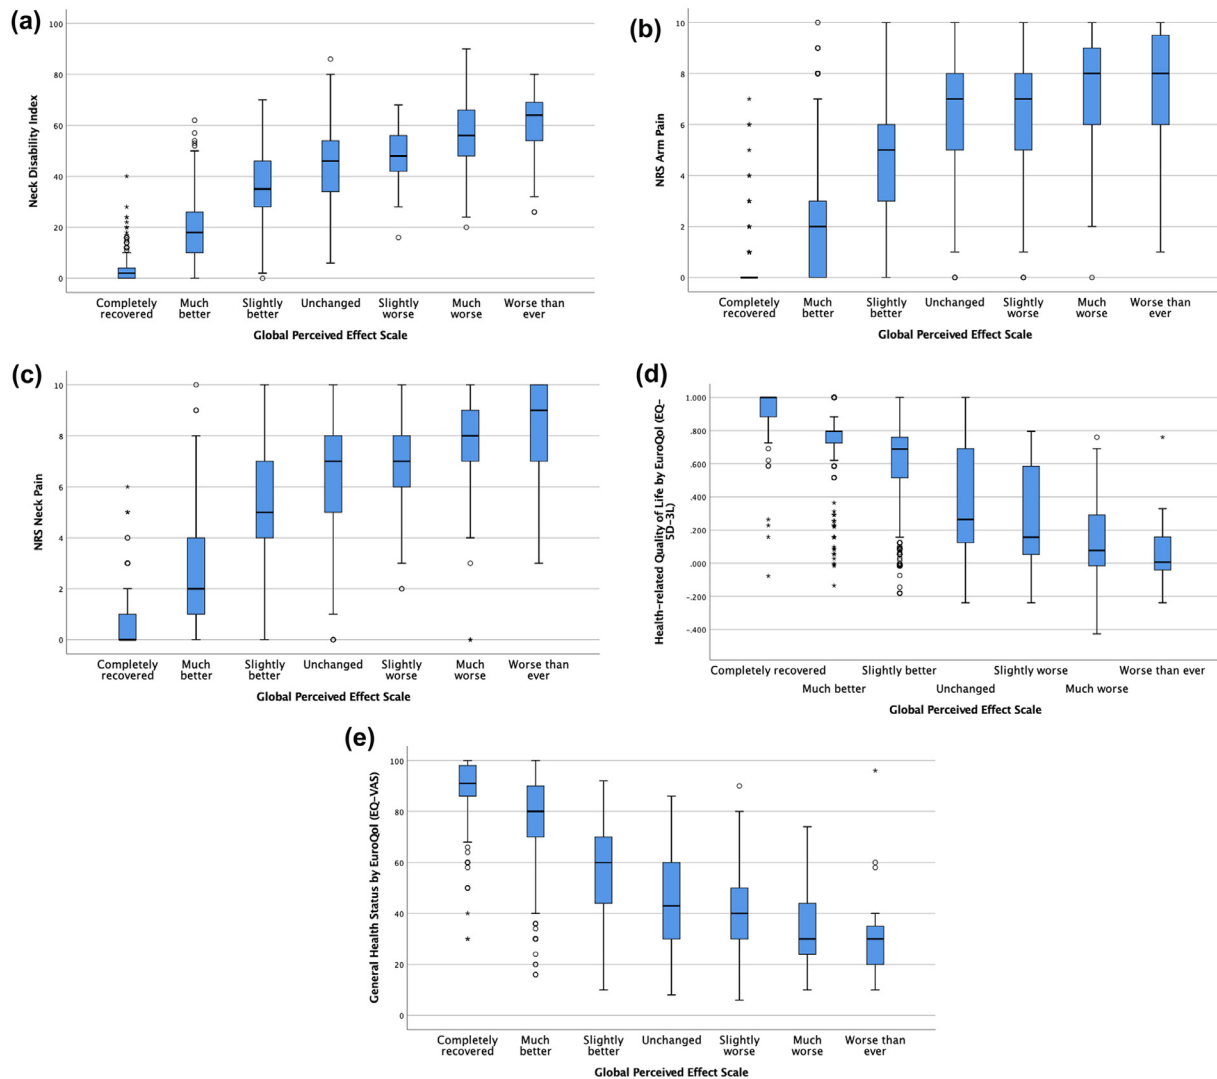 (a)
100
80
60
40
20
0
Neck Disability Index
Completely recovered
Much better
Slightly better
Unchanged
Slightly worse
Much worse
Worse than ever
Global Perceived Effect Scale
(b)
10
8
6
4
2
0
NRS Arm Pain
Completely recovered
Much better
Slightly better
Unchanged
Slightly worse
Much worse
Worse than ever
Global Perceived Effect Scale
(c)
10
8
6
4
2
0
NRS Neck Pain
Completely recovered
Much better
Slightly better
Unchanged
Slightly worse
Much worse
Worse than ever
Global Perceived Effect Scale
(d)
1.000
.800
.600
.400
.200
.000
-.200
-.400
Health-related Quality of Life by EuroQol (EQ-
5D-3L)
Completely recovered
Much better
Slightly better
Unchanged
Slightly worse
Much worse
Worse than ever
Global Perceived Effect Scale
(e)
100
80
60
40
20
0
General Health Status by EuroQol (EQ-VAS)
Completely recovered
Much better
Slightly better
Unchanged
Slightly worse
Much worse
Worse than ever
Global Perceived Effect Scale